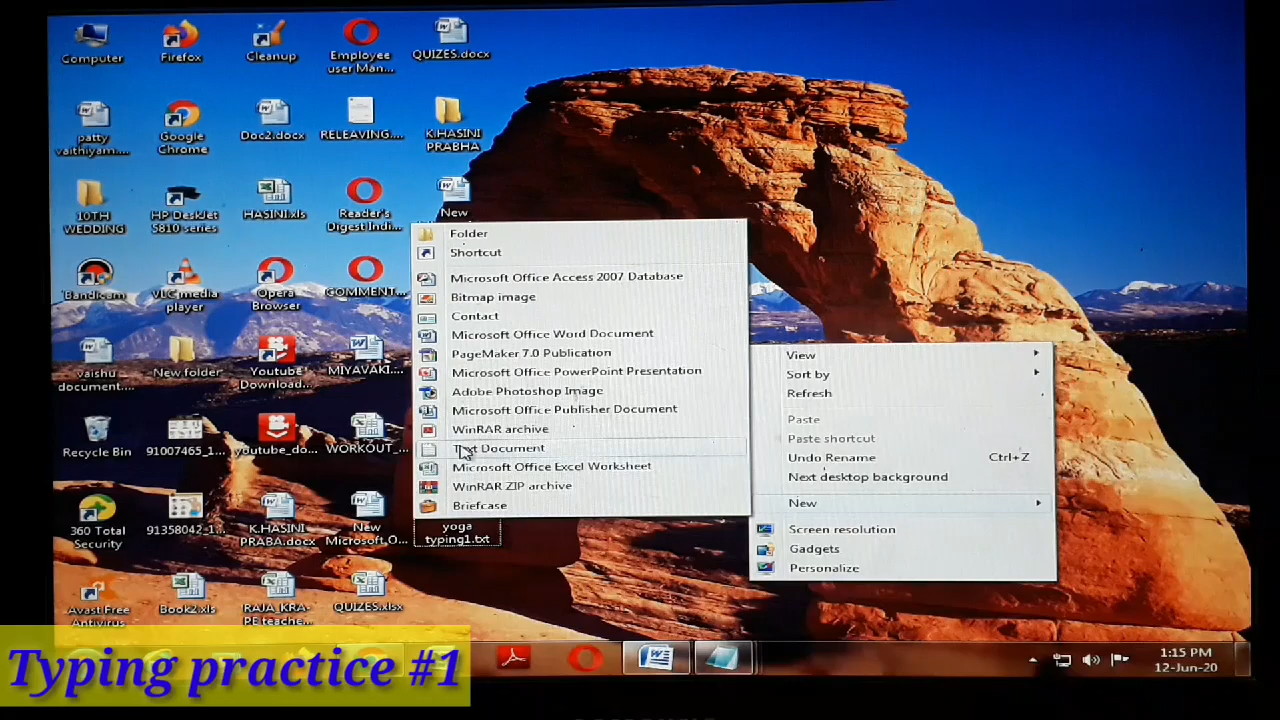 Computer
Firefox
Cleanup
Employee
user Man...
QUIZES.docx
patty
vaithiyam....
Google
Chrome
Doc2.docx
RELEAVING....
K.HASINI
PRABHA
10TH
WEDDING
HP DeskJet
5810 series
HASINI.xls
Reader's
Digest Indi...
New
Bandicam
VLC media
player
Opera
Browser
COMMENT...
vaishu
document....
New folder
Youtube
Download...
MIYAVAKI....
Recycle Bin
91007465_1...
youtube_do...
WORKOUT_...
360 Total
Security
91358042_1...
K.HASINI
PRABA.docx
New
Microsoft O...
yoga
typing1.txt
Avast Free
Antivirus
Book2.xls
RAJA_KRA-
PE teache...
QUIZES.xlsx
Folder
Shortcut
Microsoft Office Access 2007 Database
Bitmap image
Contact
Microsoft Office Word Document
PageMaker 7.0 Publication
Microsoft Office PowerPoint Presentation
Adobe Photoshop Image
Microsoft Office Publisher Document
WinRAR archive
Text Document
Microsoft Office Excel Worksheet
WinRAR ZIP archive
Briefcase
View
Sort by
Refresh
Paste
Paste shortcut
Undo Rename Ctrl+Z
Next desktop background
New
Screen resolution
Gadgets
Personalize
Typing practice #1
1:15 PM
12-Jun-20